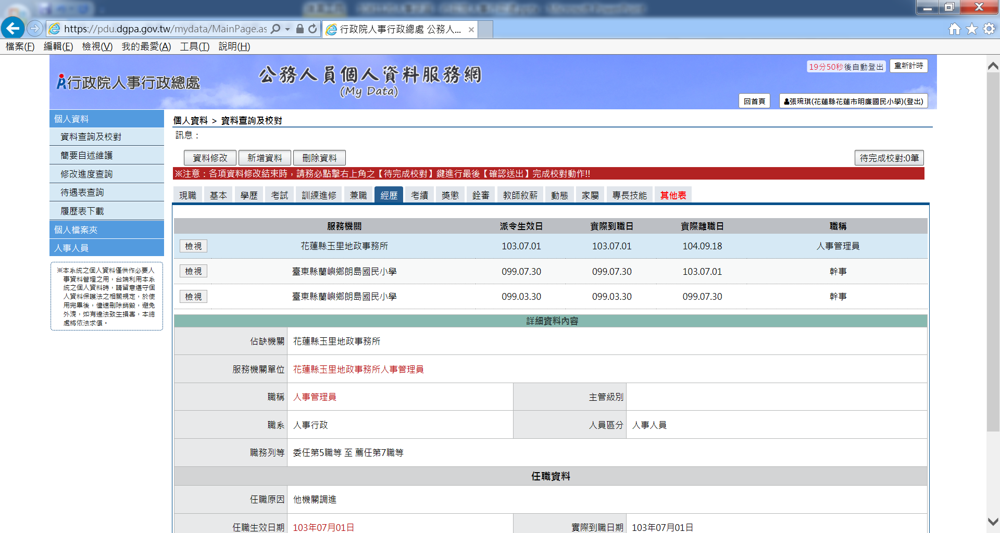 https://pdu.dgpa.gov.tw/mydata/MainPage.as
行政院人事行政總處 公務人...
檔案(F) 編輯(E) 檢視(V) 我的最愛(A) 工具(T) 說明(H)
行政院人事行政總處
公務人員個人資料服務網
(My Data)
19分50秒後自動登出 重新計時
回首頁 張琬琪(花蓮縣花蓮市明廉國民小學)(登出)
個人資料
資料查詢及校對
簡要自述維護
修改進度查詢
待遇表查詢
履歷表下載
個人檔案夾
人事人員
※本系統之個人資料僅供作必要人
事資料管理之用，台端利用本系
統之個人資料時，請留意遵守個
人資料保護法之相關規定，於使
用完畢後，儘速刪除銷毀，避免
外洩，如有違法致生損害，本總
處將依法求償。
個人資料 > 資料查詢及校對
訊息：
資料修改 新增資料 刪除資料 待完成校對:0筆
※注意：各項資料修改結束時，請務必點擊右上角之【待完成校對】鍵進行最後【確認送出】完成校對動作!!
現職 基本 學歷 考試 訓練進修 兼職 經歷 考績 獎懲 銓審 教師敘薪 動態 家屬 專長技能 其他表
服務機關 派令生效日 實際到職日 實際離職日 職稱
檢視 花蓮縣玉里地政事務所 103.07.01 103.07.01 104.09.18 人事管理員
檢視 臺東縣蘭嶼鄉朗島國民小學 099.07.30 099.07.30 103.07.01 幹事
檢視 臺東縣蘭嶼鄉朗島國民小學 099.03.30 099.03.30 099.07.30 幹事
詳細資料內容
佔缺機關 花蓮縣玉里地政事務所
服務機關單位 花蓮縣玉里地政事務所人事管理員
職稱 人事管理員 主管級別
職系 人事行政 人員區分 人事人員
職務列等 委任第5職等 至 薦任第7職等
任職資料
任職原因 他機關調進
任職生效日期 103年07月01日 實際到職日期 103年07月01日